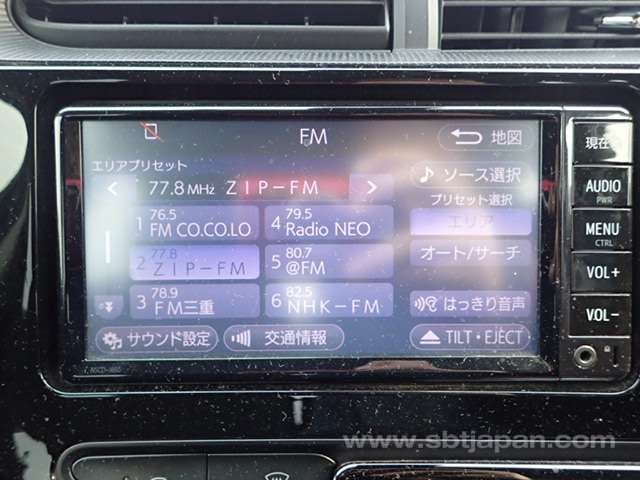 FM
地図
エリアプリセット
ソース選択
77.8 MHz ZIP-FM
プリセット選択
エリア
1 76.5 FM CO.CO.LO
4 79.5 Radio NEO
2 77.8 ZIP-FM
5 80.7 @FM
オート/サーチ
3 78.9 FM三重
6 82.5 NHK-FM
はっきり音声
サウンド設定
交通情報
TILT・EJECT
現在
AUDIO
PWR
MENU
CTRL
VOL+
VOL-
www.sbtjapan.com